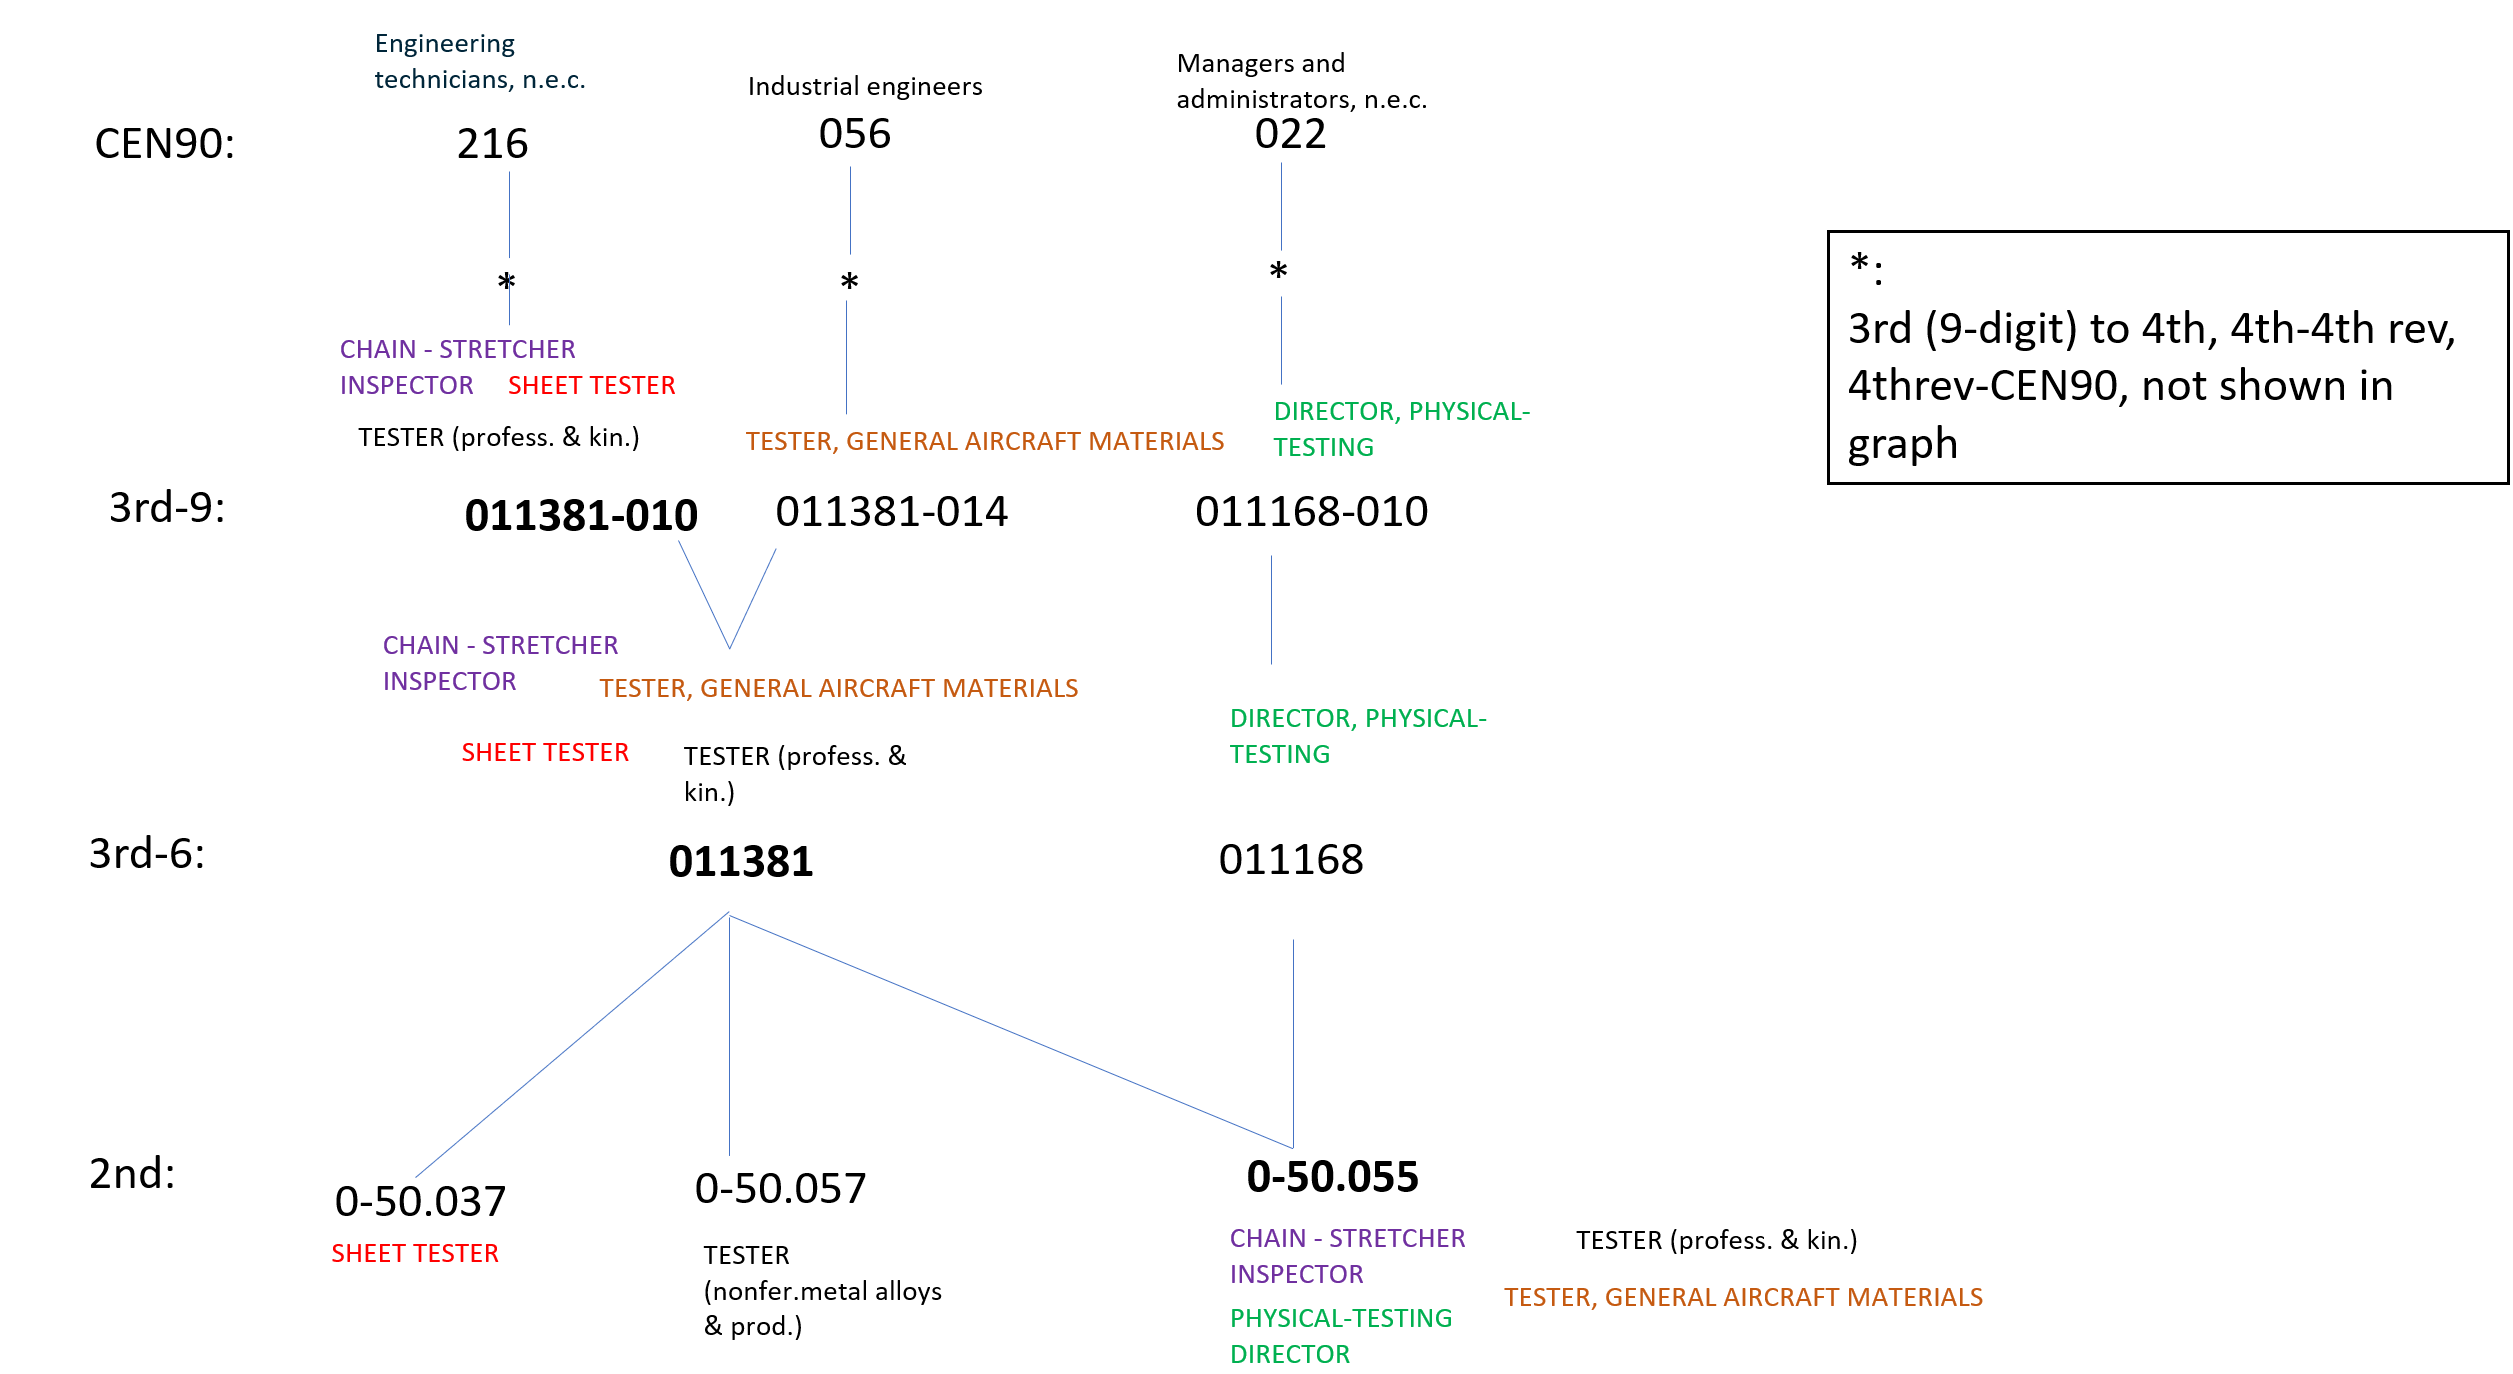 Engineering
technicians, n.e.c.
Industrial engineers
Managers and
administrators, n.e.c.
CEN90:
216
056
022
*
*
*
*:
3rd (9-digit) to 4th, 4th-4th rev,
4threv-CEN90, not shown in
graph
CHAIN - STRETCHER
INSPECTOR
SHEET TESTER
TESTER (profess. & kin.)
TESTER, GENERAL AIRCRAFT MATERIALS
DIRECTOR, PHYSICAL-
TESTING
3rd-9:
011381-010
011381-014
011168-010
CHAIN - STRETCHER
INSPECTOR
TESTER, GENERAL AIRCRAFT MATERIALS
SHEET TESTER
TESTER (profess. &
kin.)
DIRECTOR, PHYSICAL-
TESTING
3rd-6:
011381
011168
2nd:
0-50.037
0-50.057
0-50.055
SHEET TESTER
TESTER
(nonfer.metal alloys
& prod.)
CHAIN - STRETCHER
INSPECTOR
TESTER (profess. & kin.)
TESTER, GENERAL AIRCRAFT MATERIALS
PHYSICAL-TESTING
DIRECTOR